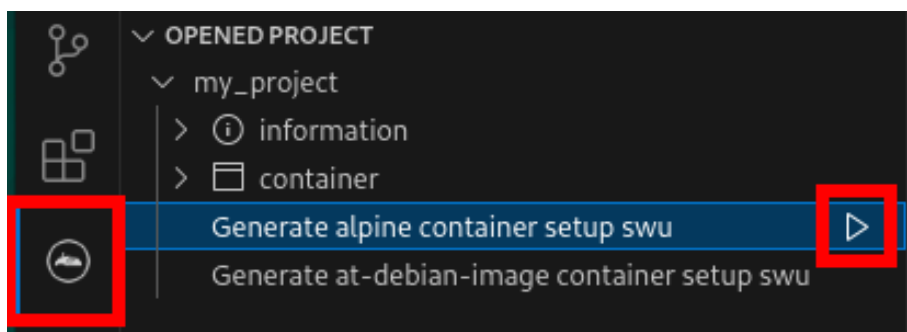 OPENED PROJECT
my_project
information
container
Generate alpine container setup swu
Generate at-debian-image container setup swu